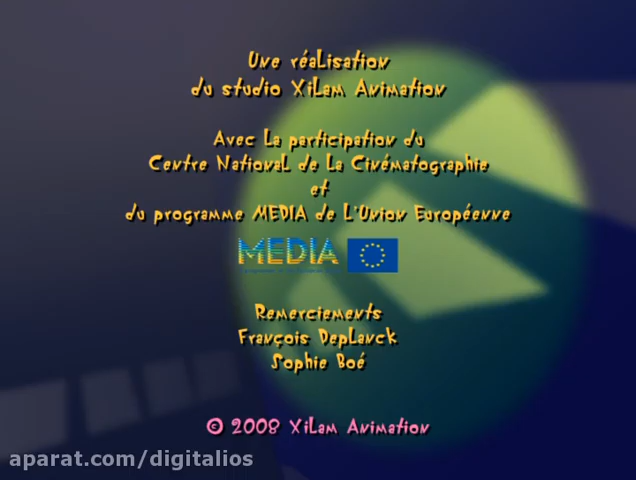 Une réalisation
du studio Xilam Animation
Avec la participation du
Centre National de la Cinématographie
et
du programme MEDIA de L'Union Européenne
MEDIA
Remerciements
François Deplanck
Sophie Boé
© 2008 Xilam Animation
aparat.com/digitalios